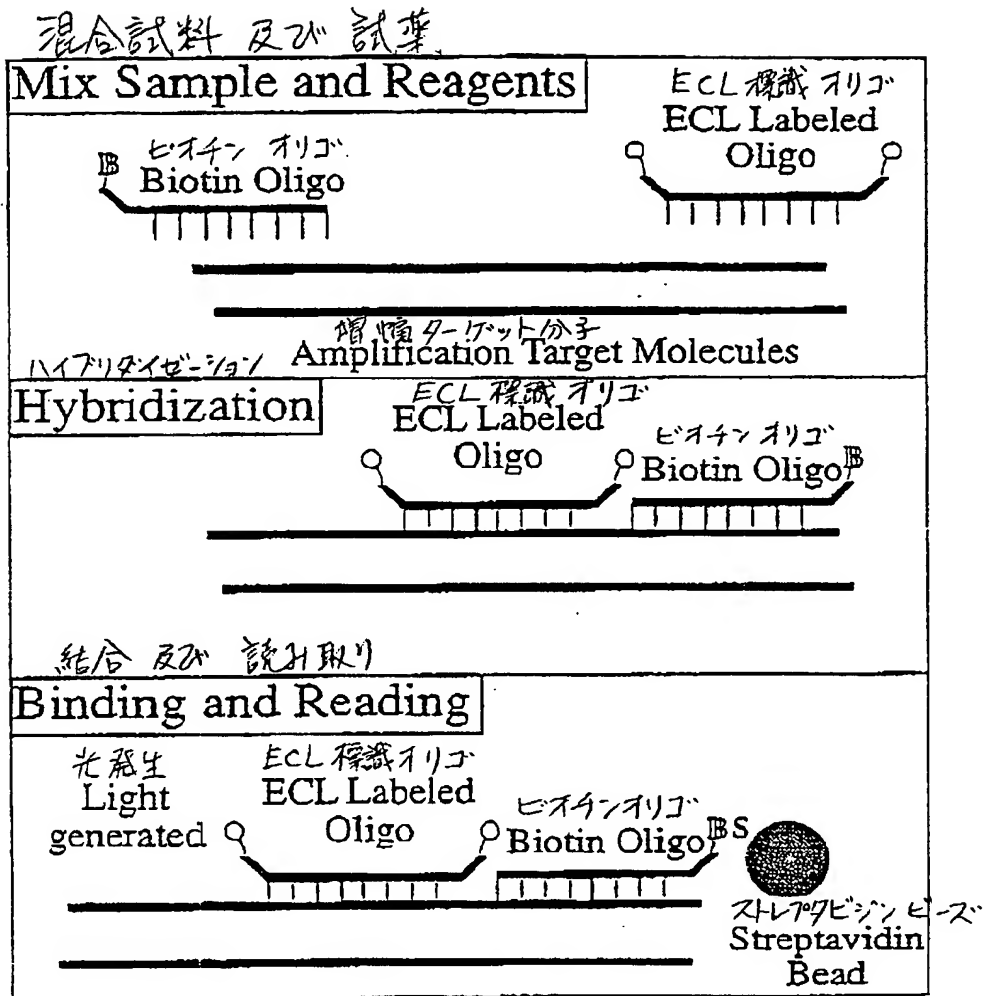 混合試料 及び 試薬
Mix Sample and Reagents
ECL 標識 オリゴ
ECL Labeled
Oligo
ビオチン オリゴ
B
Biotin Oligo
増幅ターゲット分子
Amplification Target Molecules
ハイブリダイゼーション
Hybridization
ECL 標識 オリゴ
ECL Labeled
Oligo
ビオチン オリゴ
Biotin Oligo B
結合 及び 読み取り
Binding and Reading
光発生
Light
generated
ECL 標識オリゴ
ECL Labeled
Oligo
ビオチンオリゴ
Biotin Oligo B S
ストレプタビジン ビーズ
Streptavidin
Bead